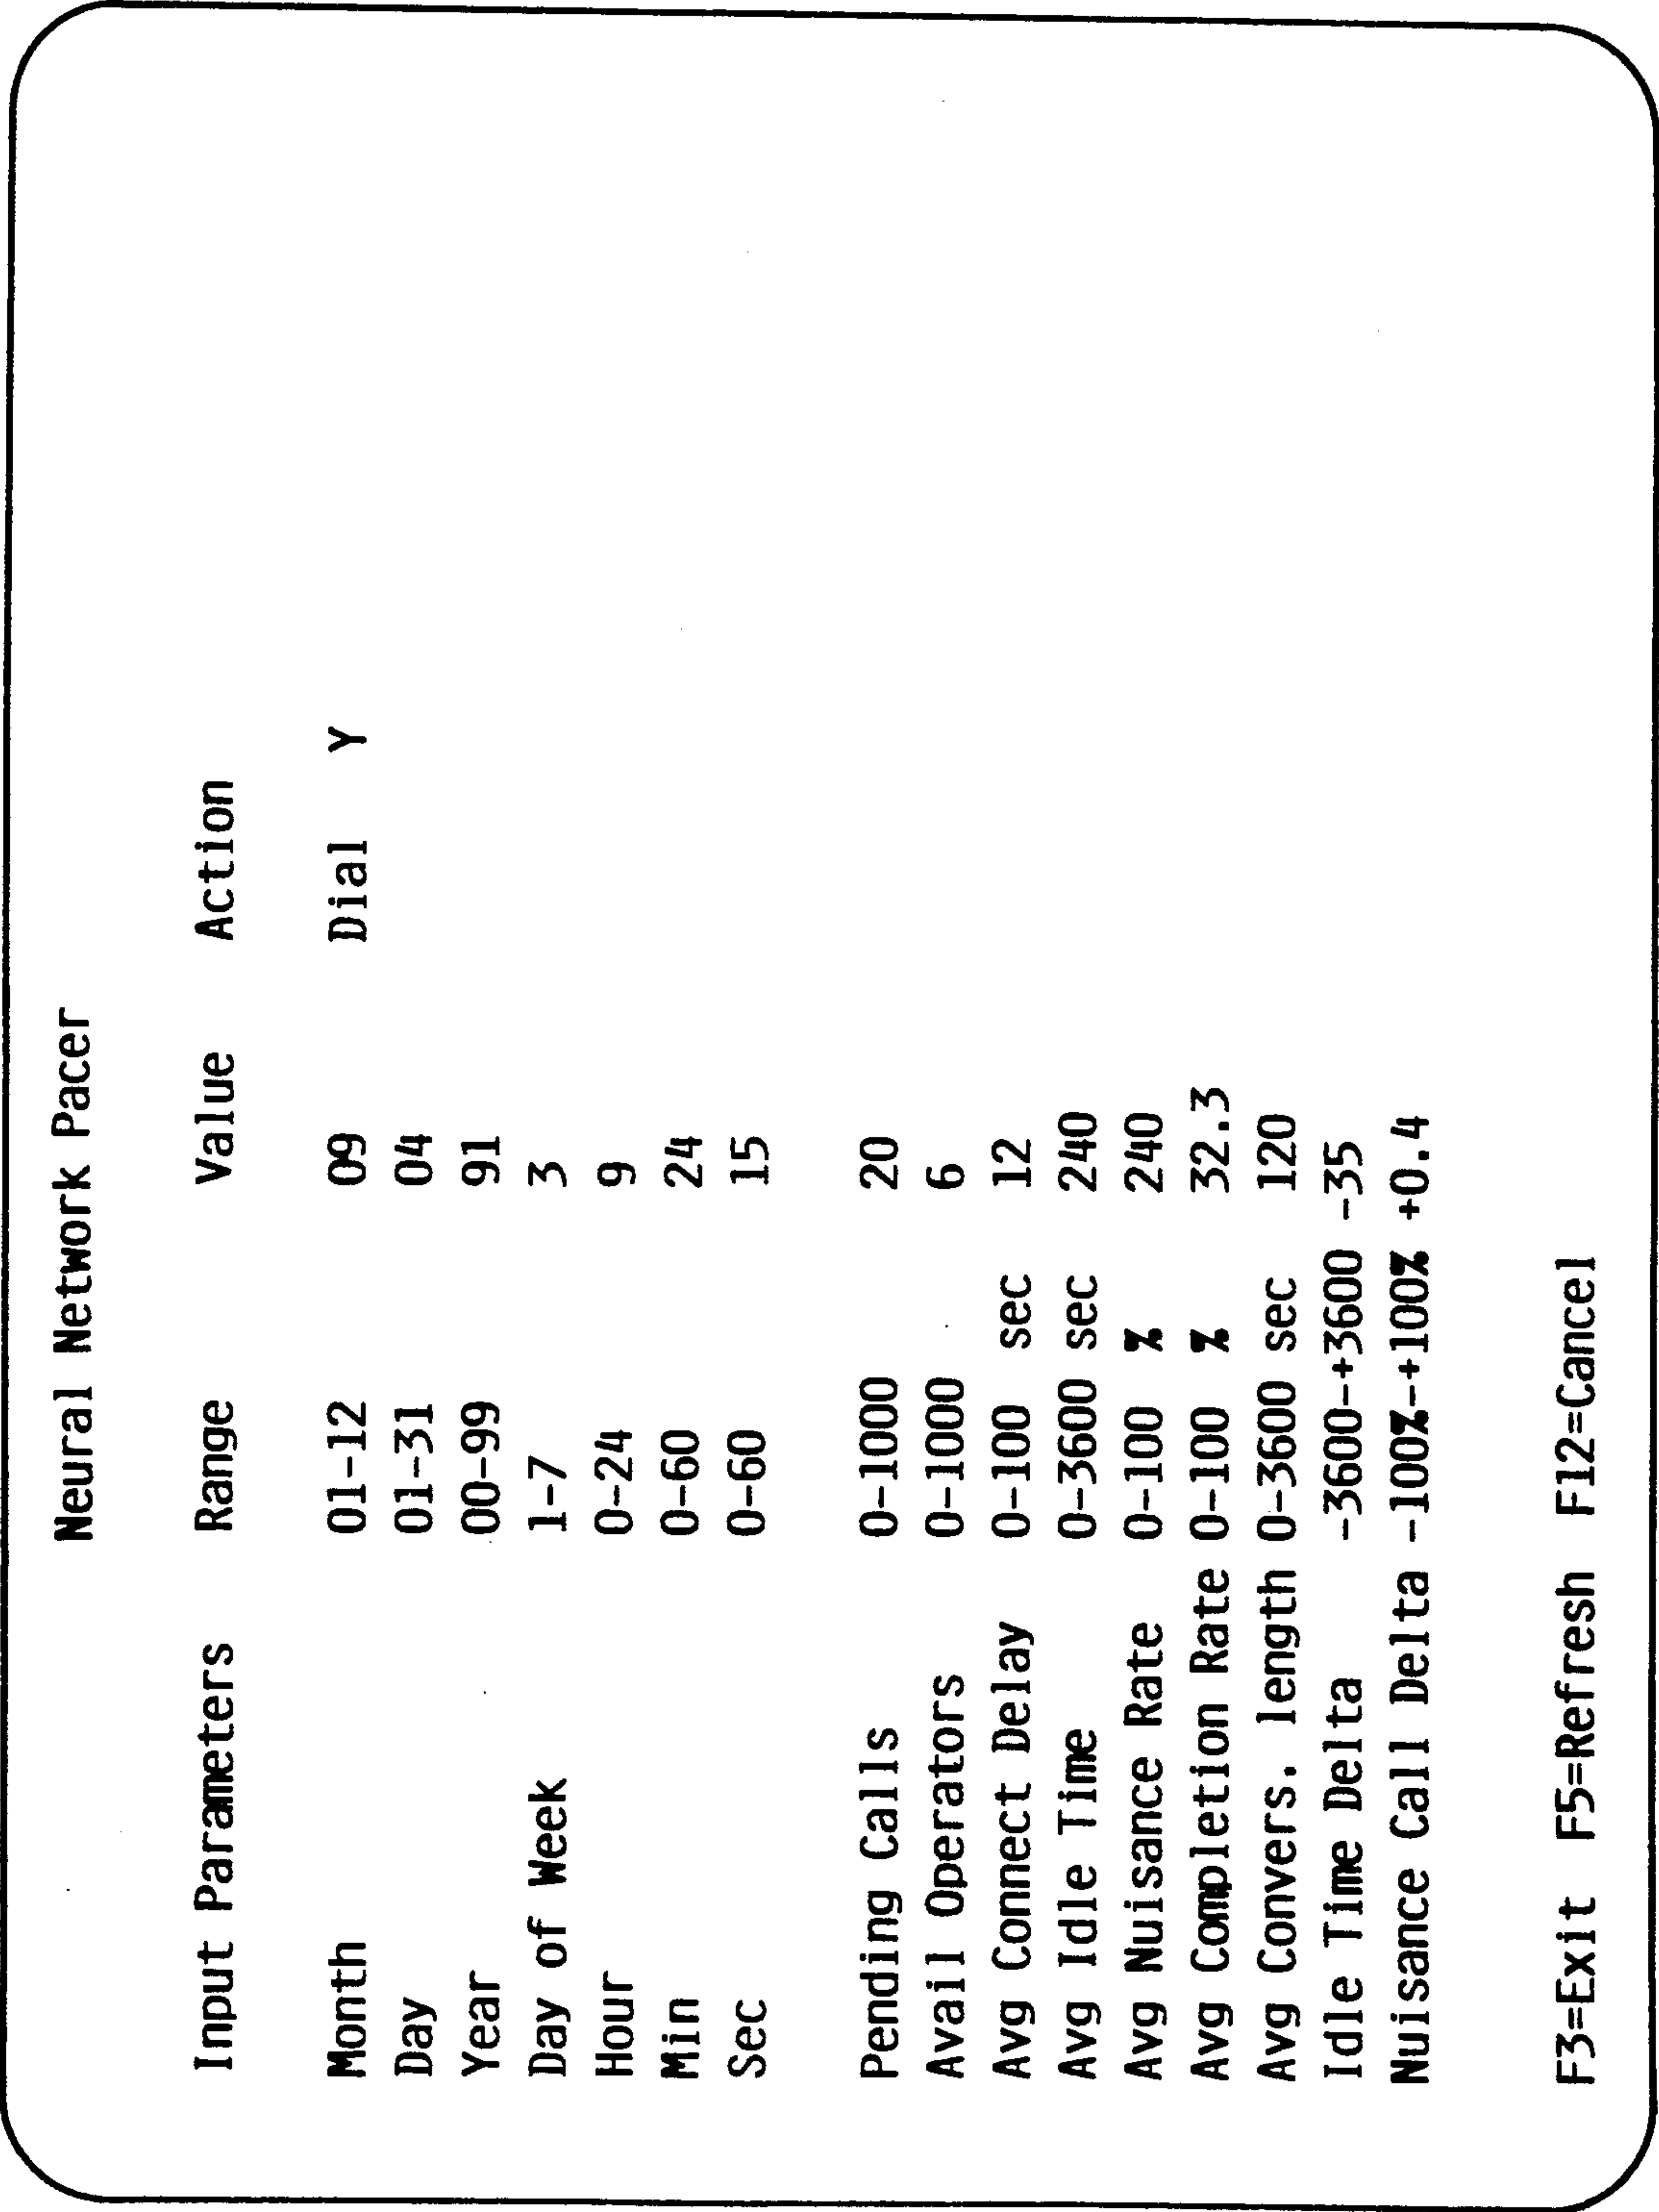 Neural Network Pacer
Input Parameters Range Value Action
Month 01-12 09 Dial Y
Day 01-31 04
Year 00-99 91
Day of Week 1-7 3
Hour 0-24 9
Min 0-60 24
Sec 0-60 15
Pending Calls 0-1000 20
Avail Operators 0-1000 6
Avg Connect Delay 0-100 sec 12
Avg Idle Time 0-3600 sec 240
Avg Nuisance Rate 0-100 % 240
Avg Completion Rate 0-100 % 32.3
Avg Convers. length 0-3600 sec 120
Idle Time Delta -3600-+3600 -35
Nuisance Call Delta -100%-+100% +0.4
F3=Exit F5=Refresh F12=Cancel